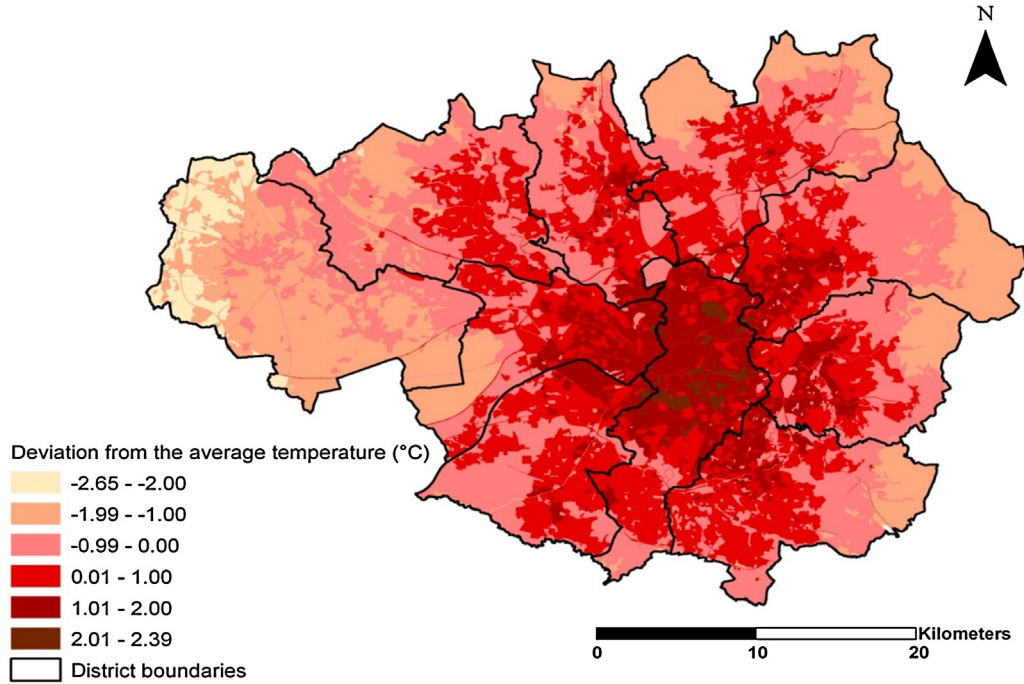 N
Deviation from the average temperature (°C)
-2.65 - -2.00
-1.99 - -1.00
-0.99 - 0.00
0.01 - 1.00
1.01 - 2.00
2.01 - 2.39
District boundaries
Kilometers
0 10 20